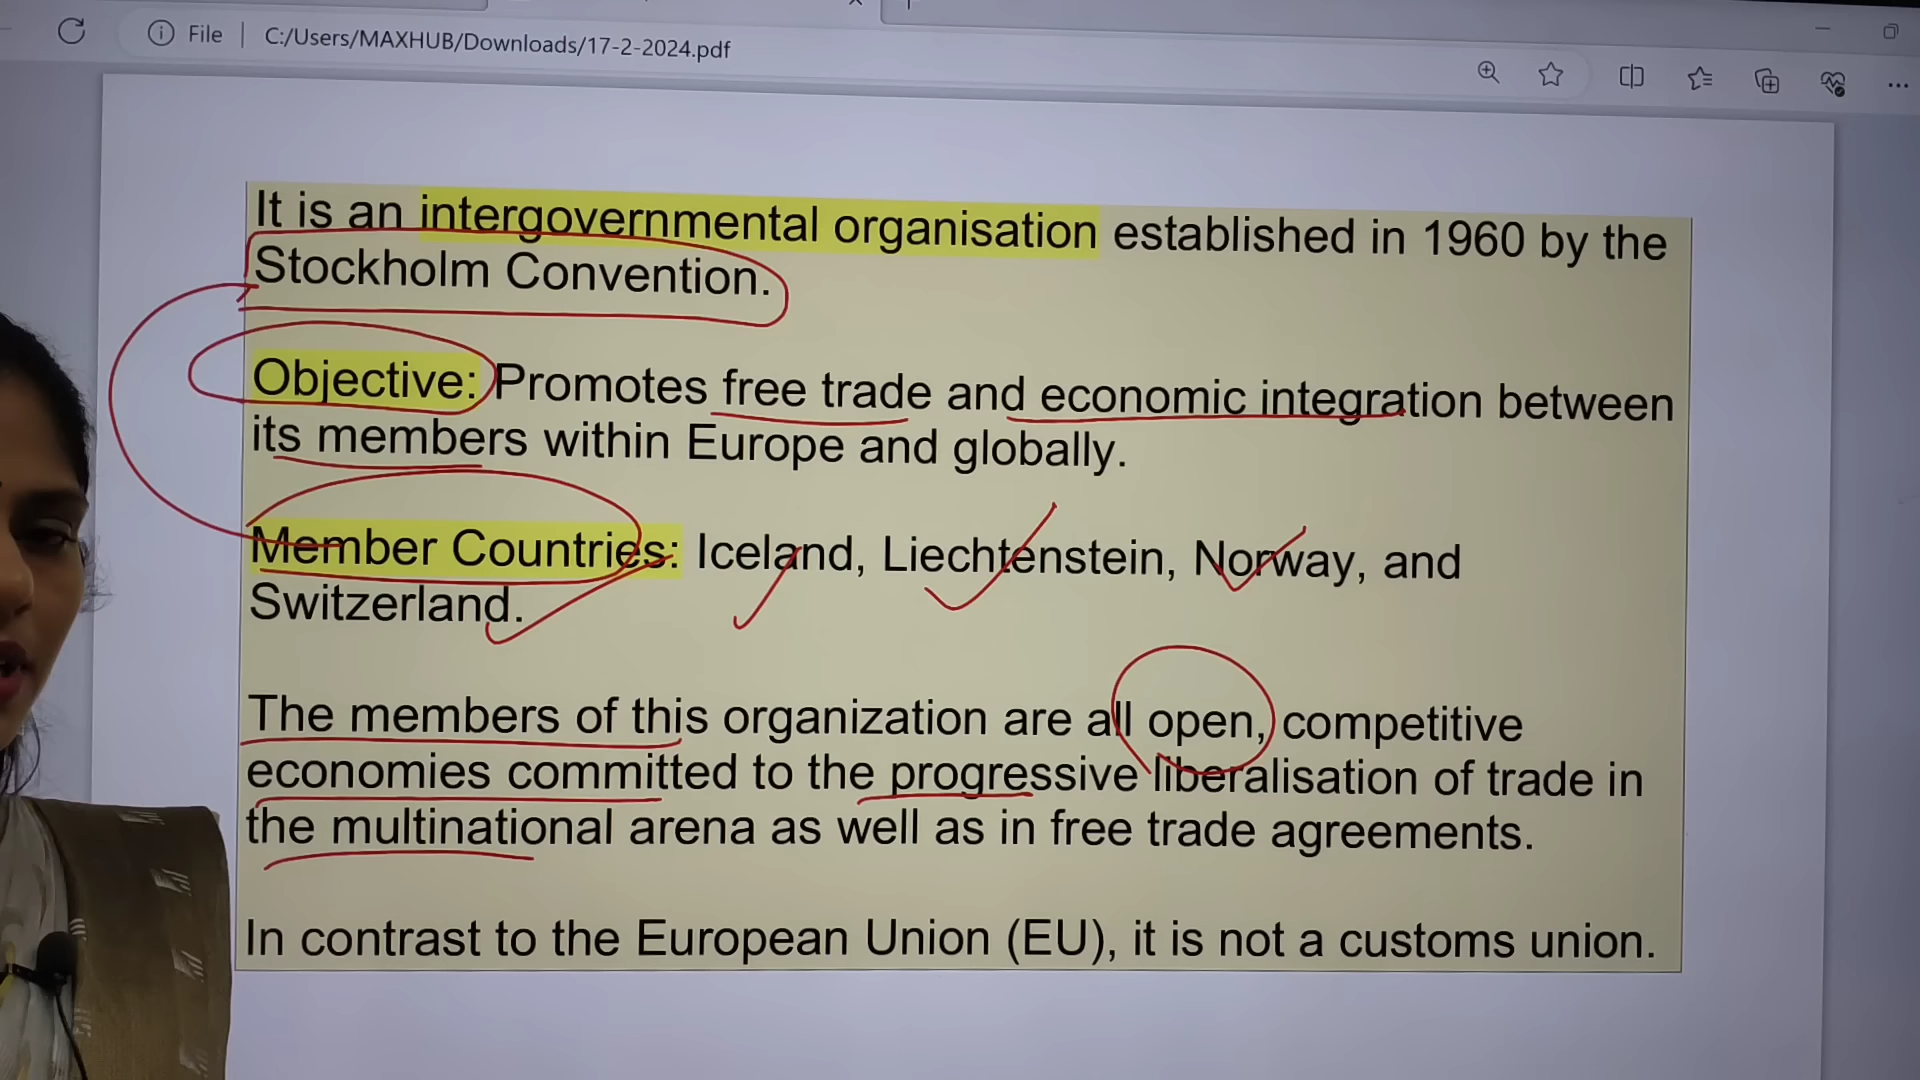 File | C:/Users/MAXHUB/Downloads/17-2-2024.pdf
It is an intergovernmental organisation established in 1960 by the
Stockholm Convention.
Objective: Promotes free trade and economic integration between
its members within Europe and globally.
Member Countries: Iceland, Liechtenstein, Norway, and
Switzerland.
The members of this organization are all open, competitive
economies committed to the progressive liberalisation of trade in
the multinational arena as well as in free trade agreements.
In contrast to the European Union (EU), it is not a customs union.